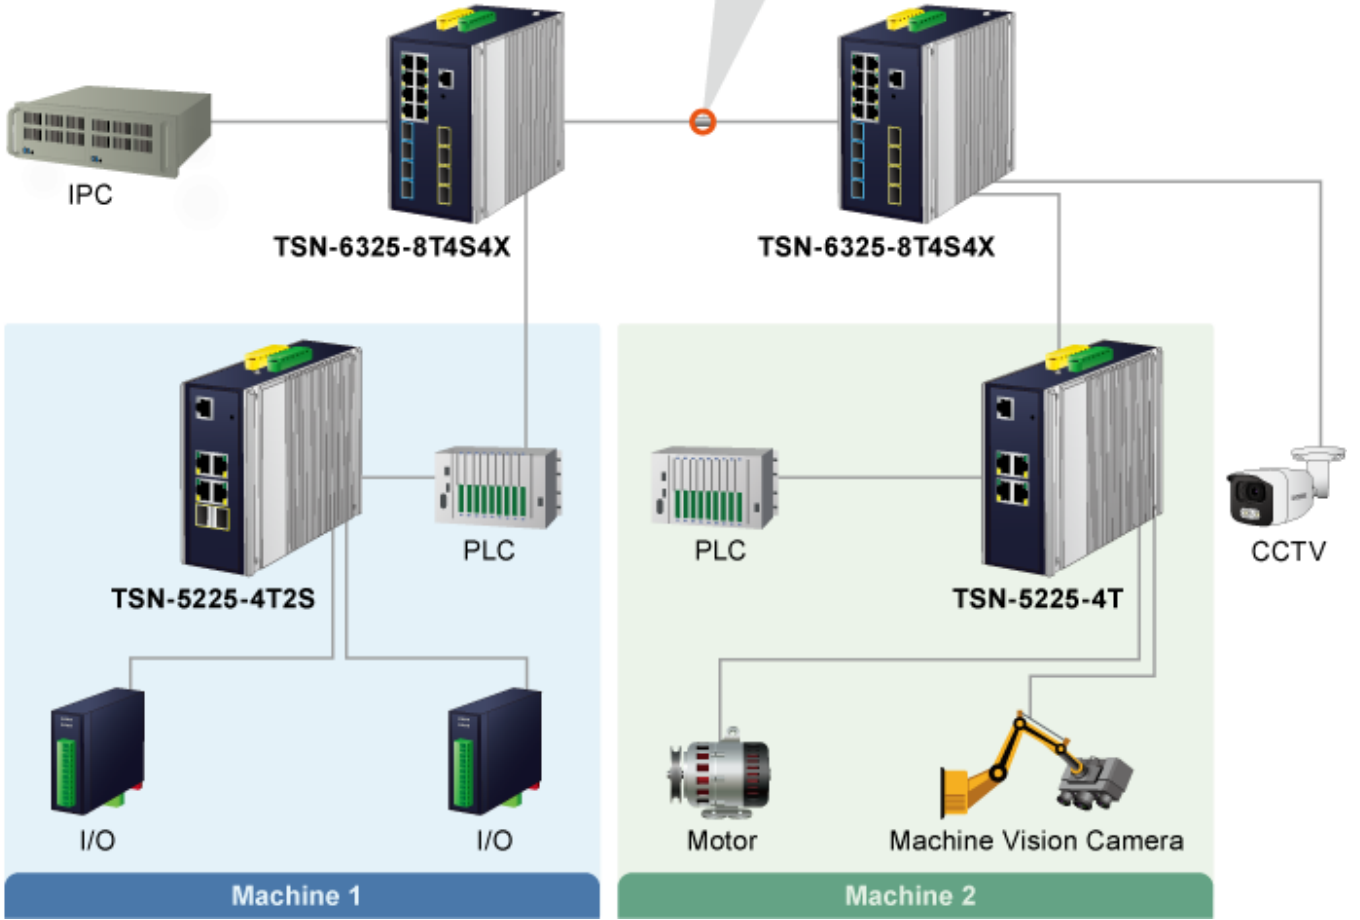 IPC
TSN-6325-8T4S4X
TSN-6325-8T4S4X
PLC
PLC
CCTV
TSN-5225-4T2S
TSN-5225-4T
I/O
I/O
Motor
Machine Vision Camera
Machine 1
Machine 2